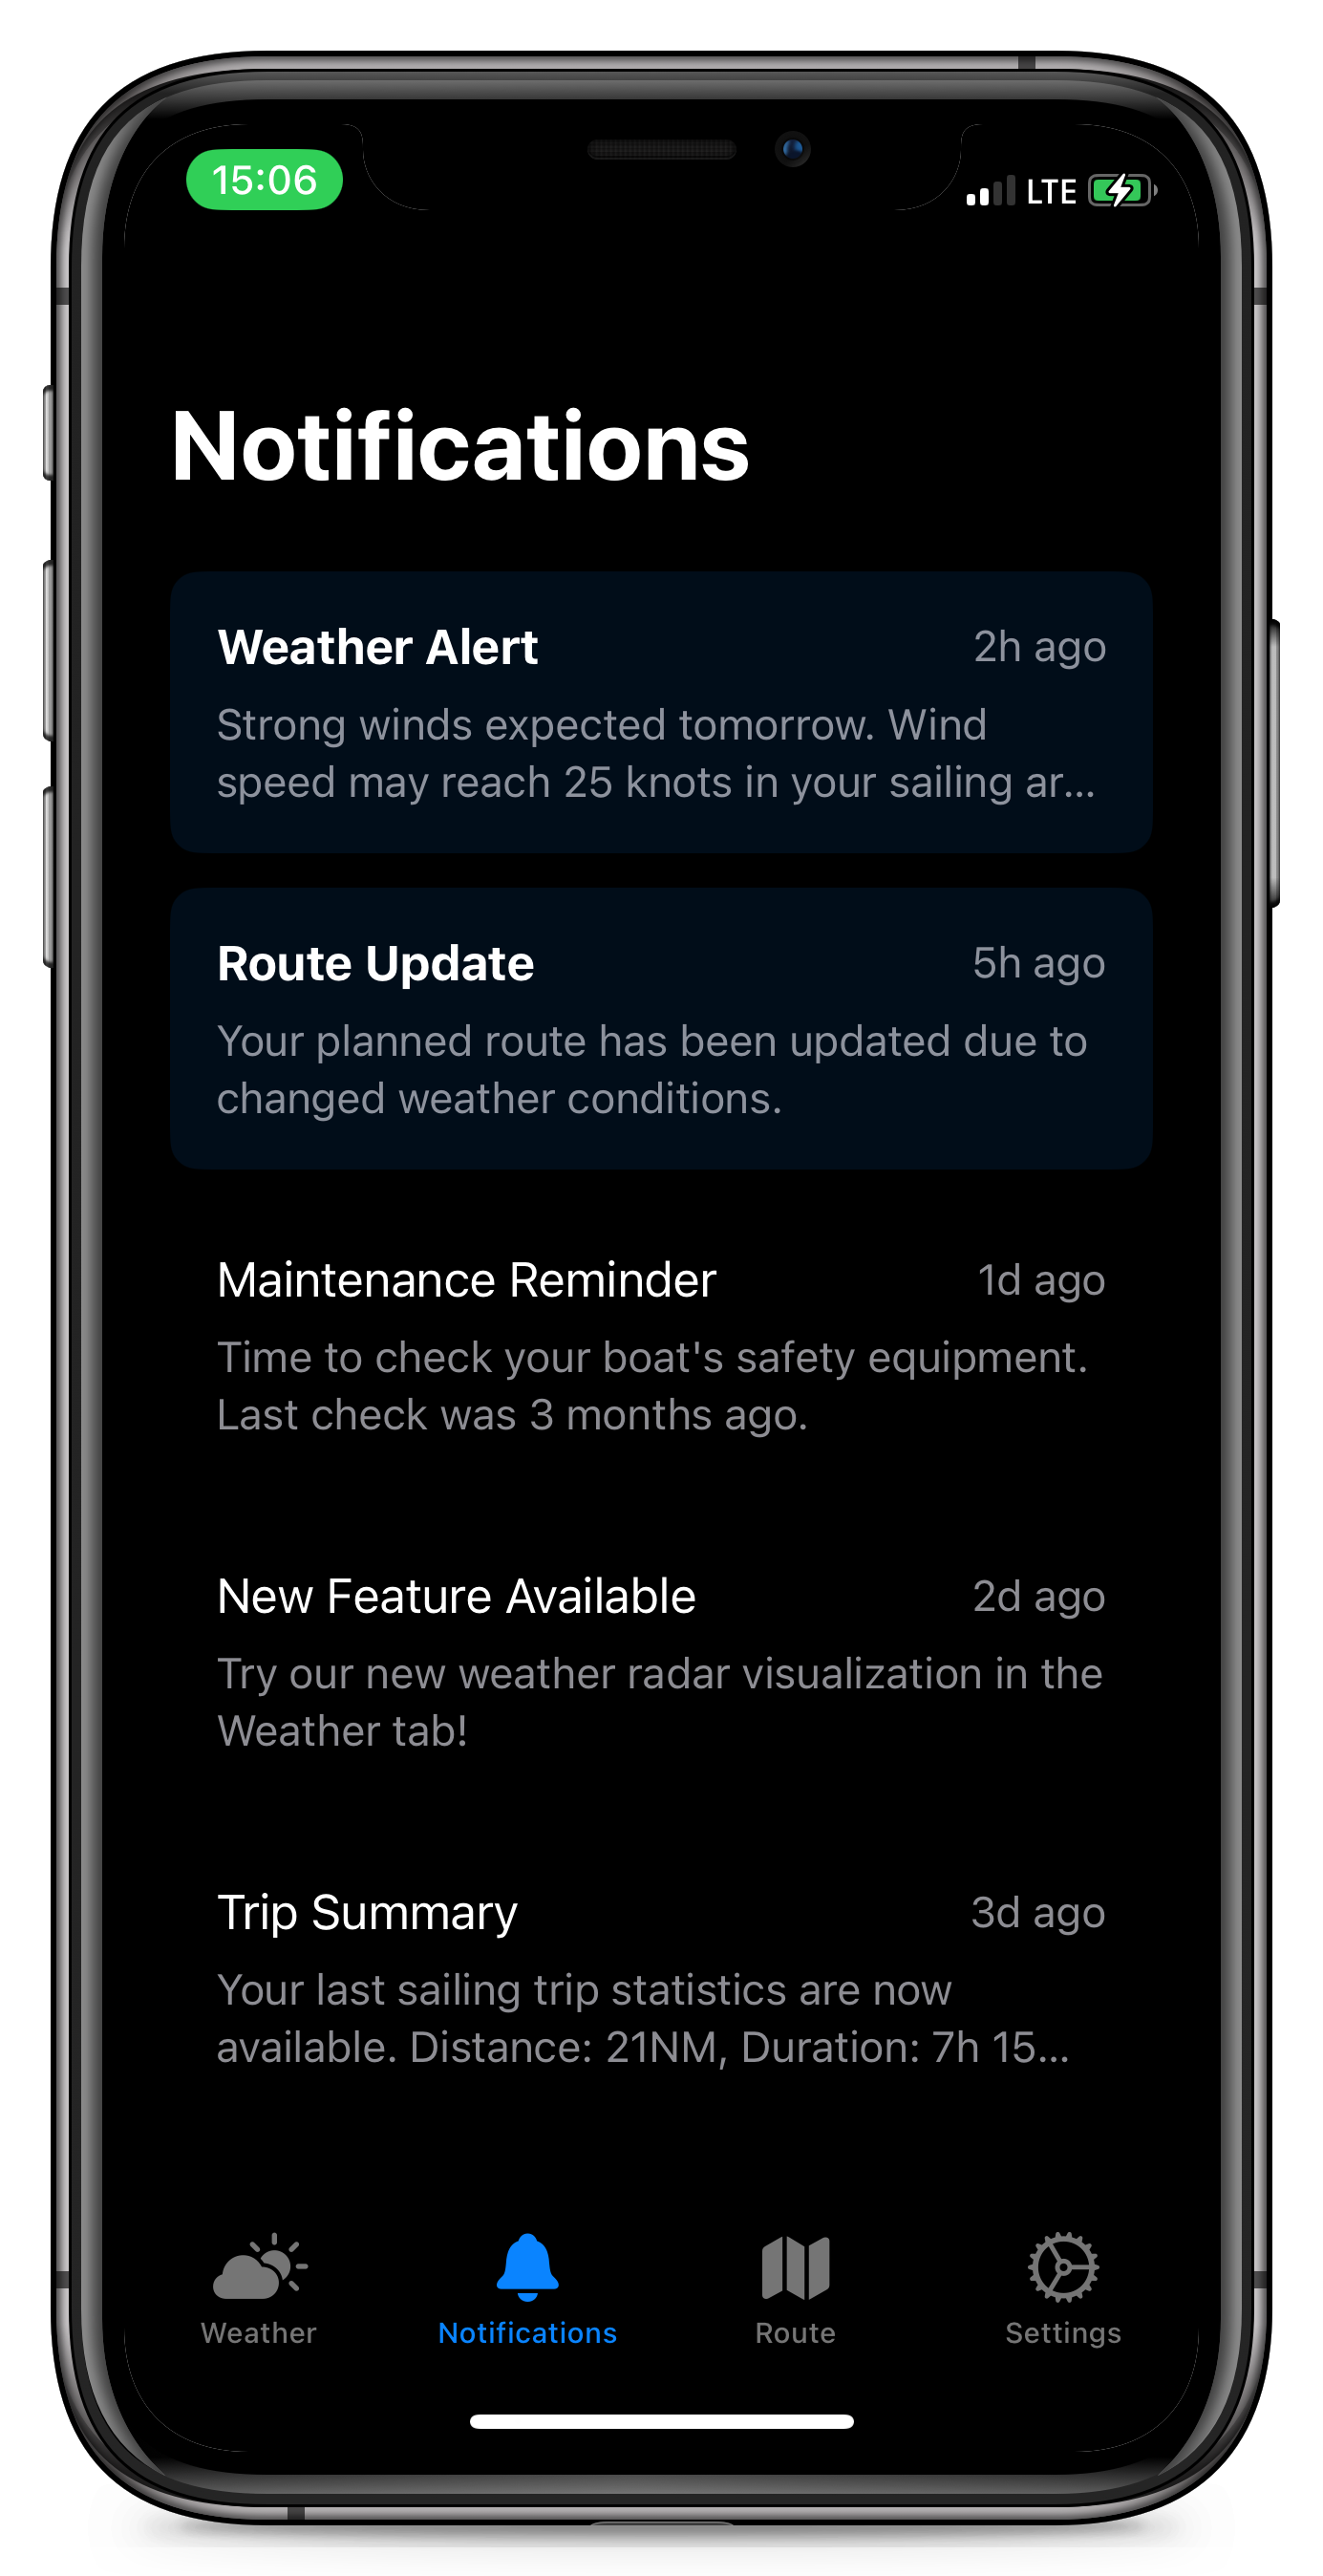 15:06
LTE
Notifications
Weather Alert 2h ago
Strong winds expected tomorrow. Wind
speed may reach 25 knots in your sailing ar...
Route Update 5h ago
Your planned route has been updated due to
changed weather conditions.
Maintenance Reminder 1d ago
Time to check your boat's safety equipment.
Last check was 3 months ago.
New Feature Available 2d ago
Try our new weather radar visualization in the
Weather tab!
Trip Summary 3d ago
Your last sailing trip statistics are now
available. Distance: 21NM, Duration: 7h 15...
Weather Notifications Route Settings